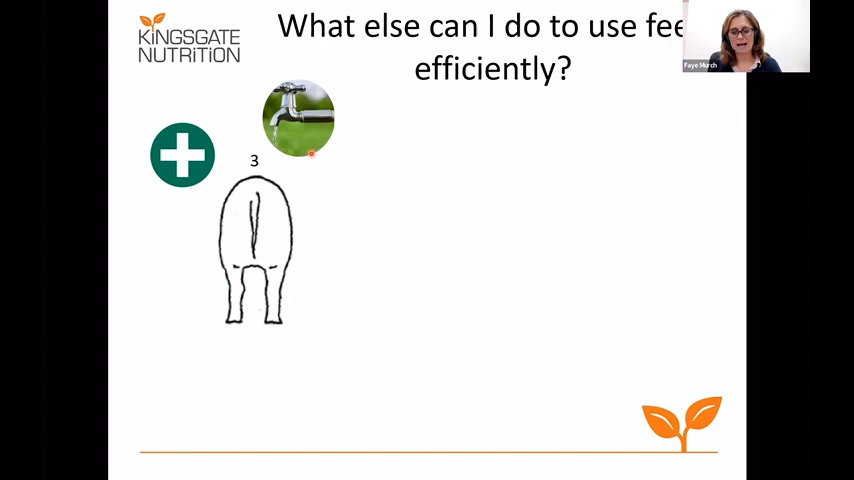 KiNGSGATE
NUTRiTiON
What else can I do to use fee
efficiently?
Faye Murch
3